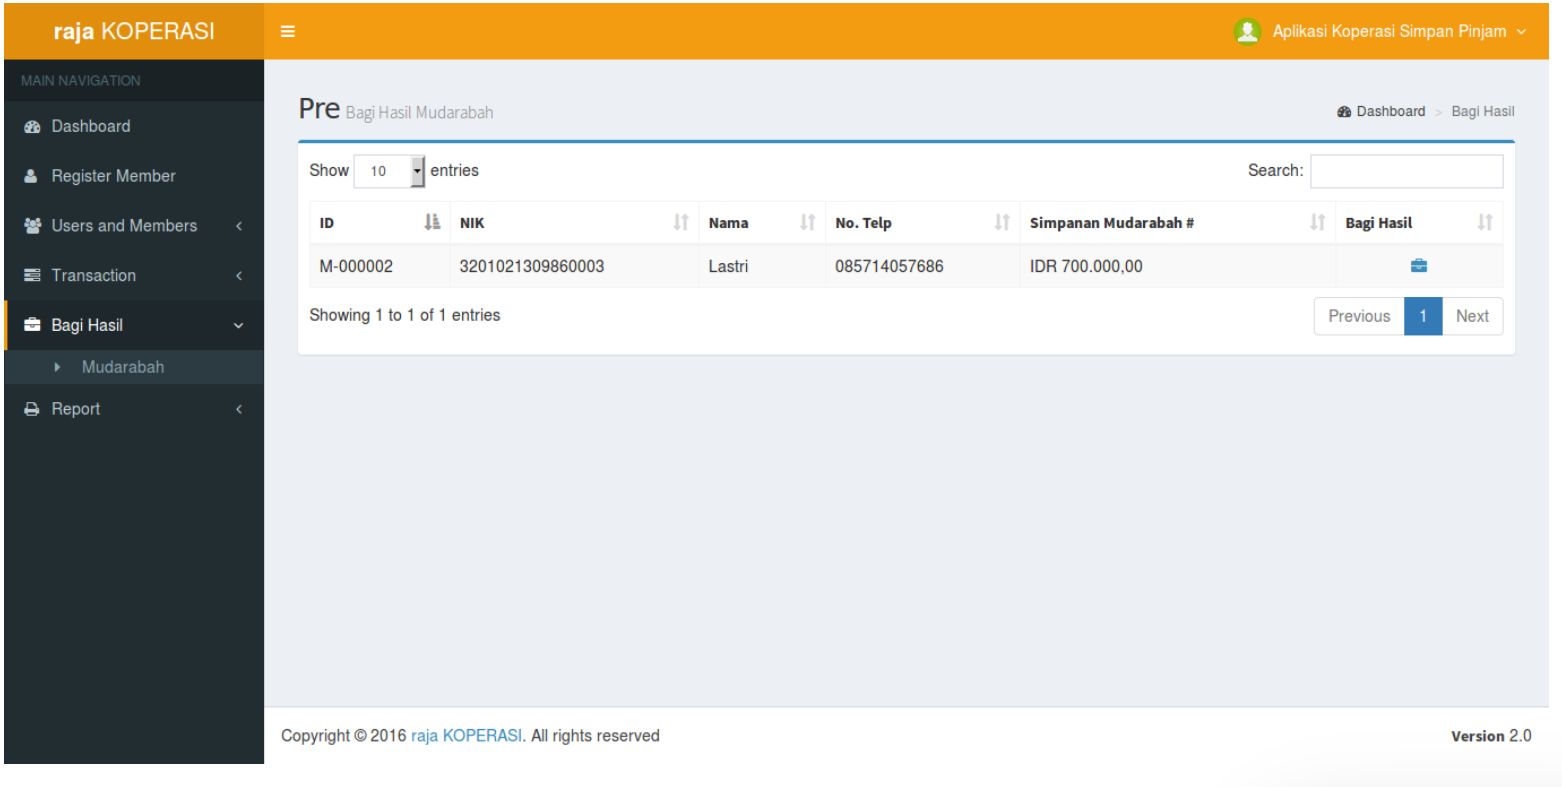 raja KOPERASI
Aplikasi Koperasi Simpan Pinjam
MAIN NAVIGATION
Dashboard
Register Member
Users and Members
Transaction
Bagi Hasil
Mudarabah
Report
Pre Bagi Hasil Mudarabah
Dashboard > Bagi Hasil
Show 10 entries
Search:
ID NIK Nama No. Telp Simpanan Mudarabah # Bagi Hasil
M-000002 3201021309860003 Lastri 085714057686 IDR 700.000,00
Showing 1 to 1 of 1 entries
Previous 1 Next
Copyright © 2016 raja KOPERASI. All rights reserved
Version 2.0